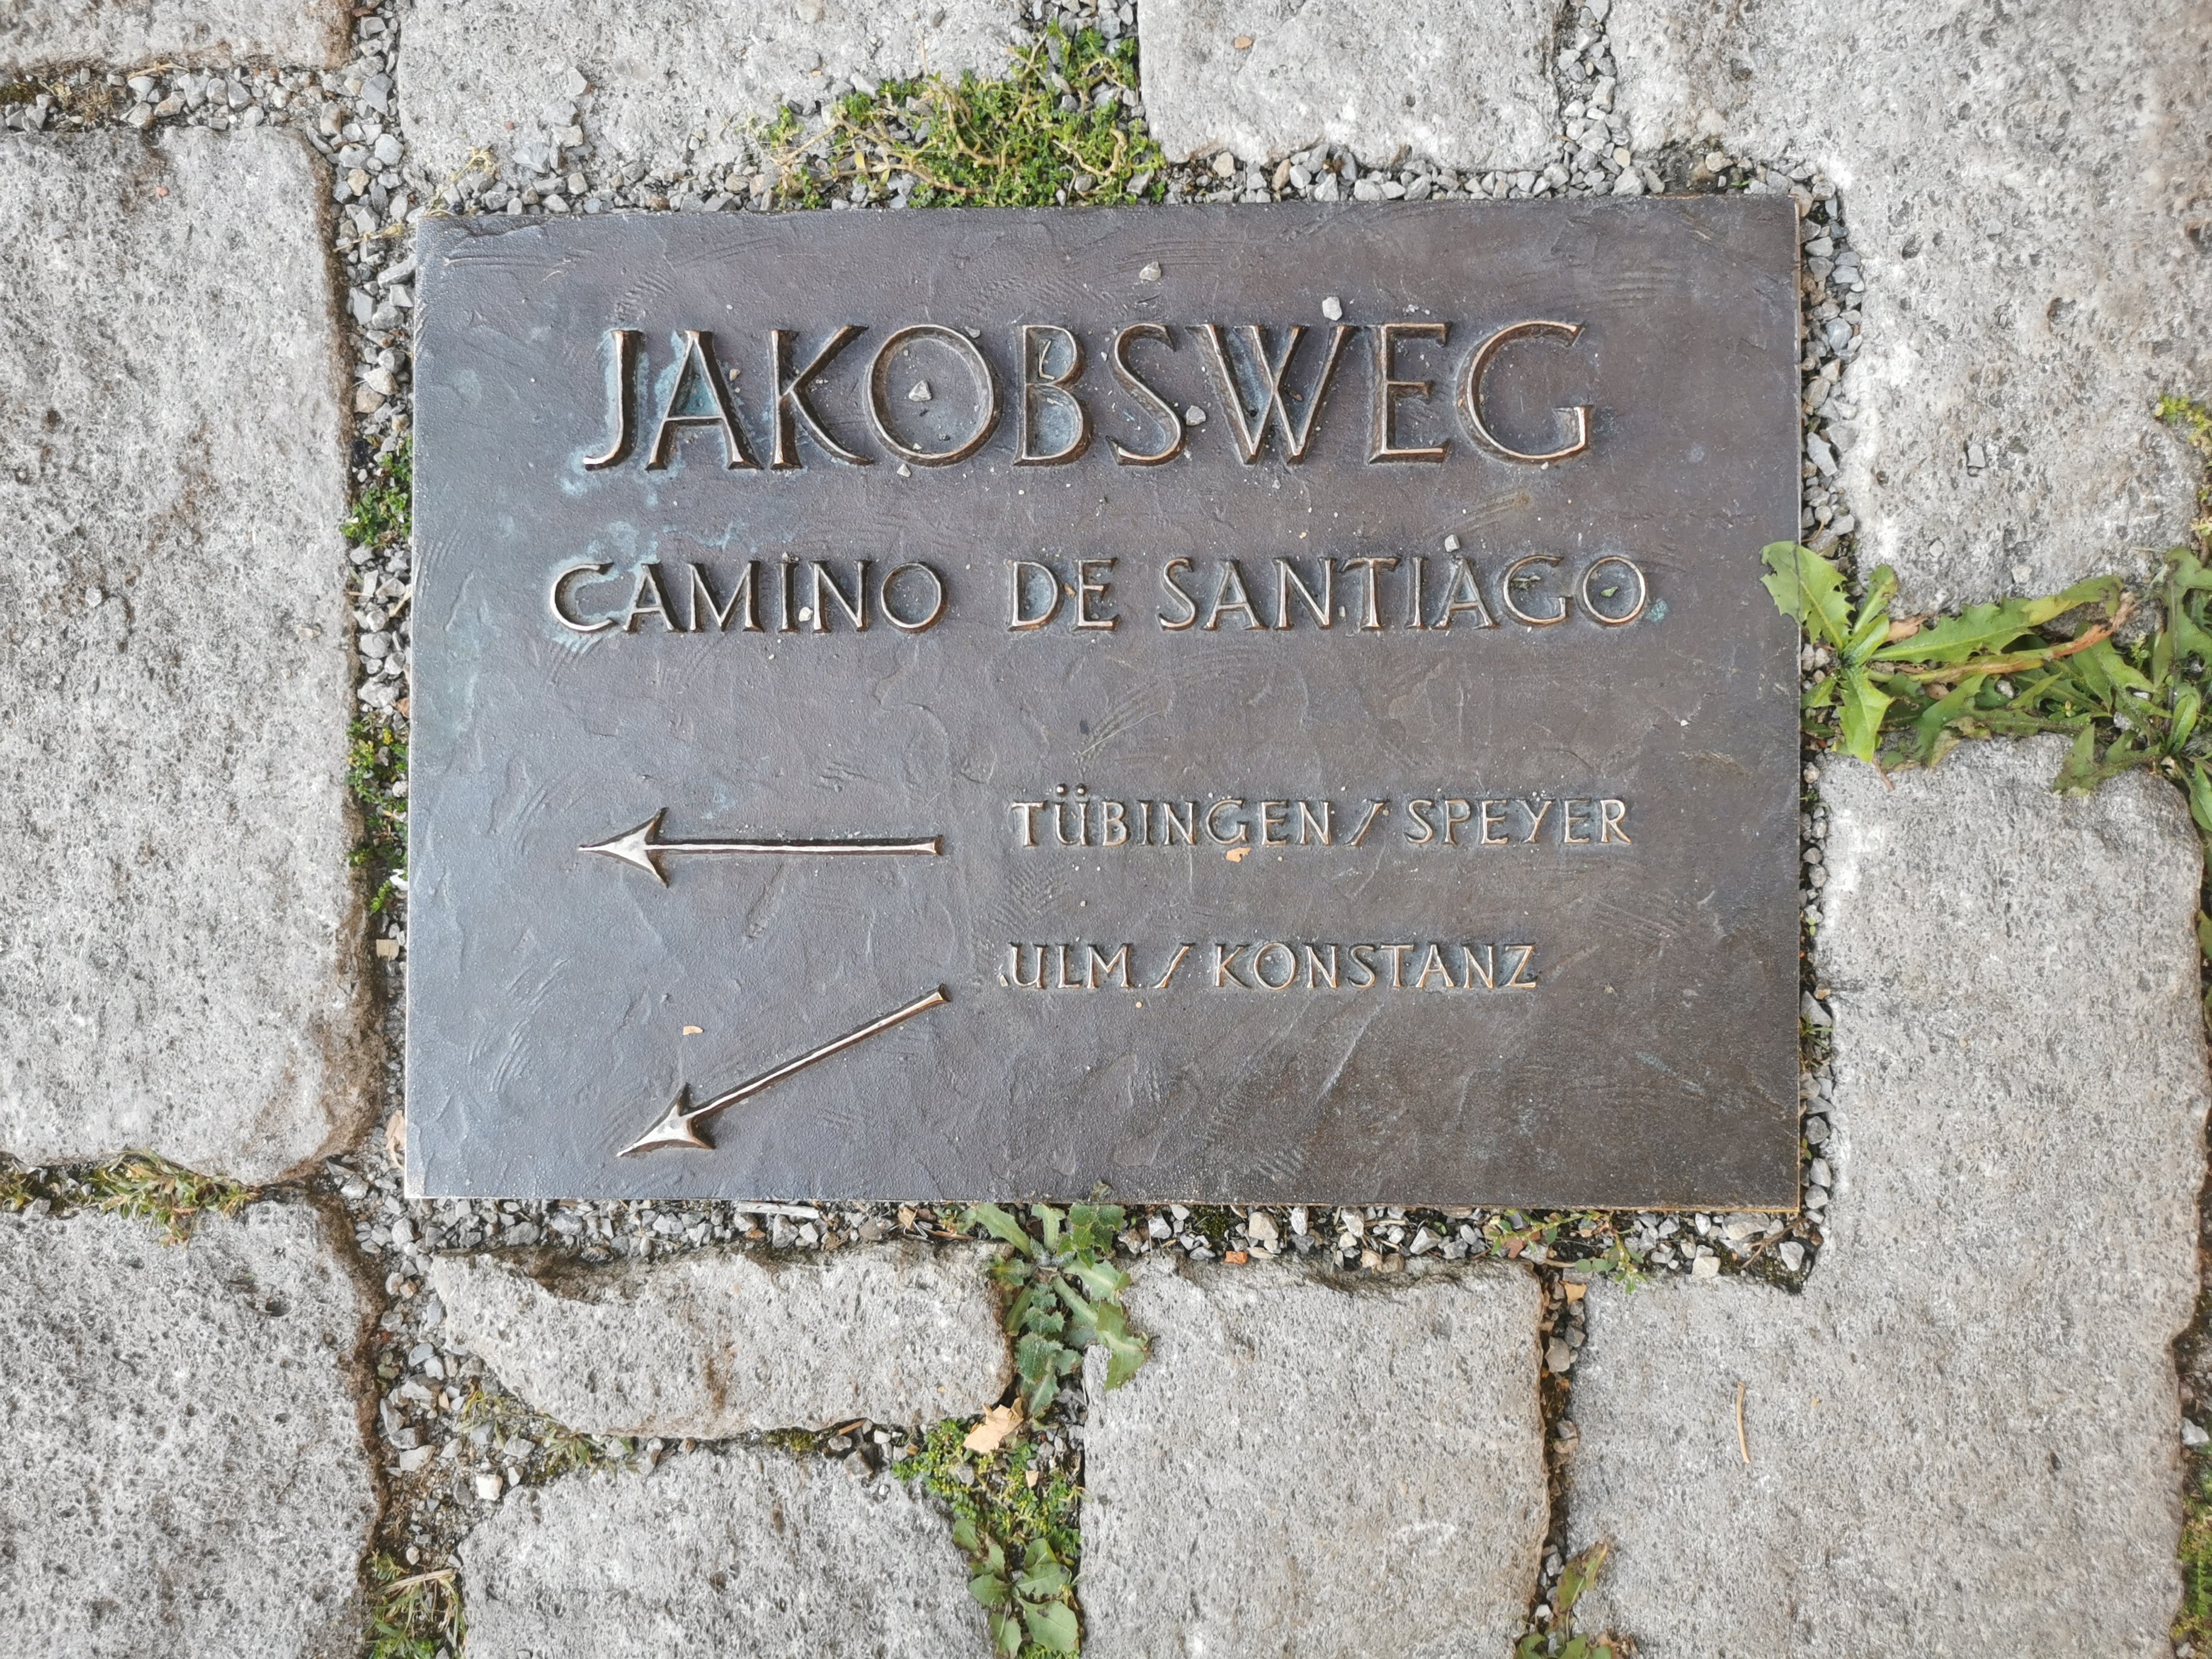 JAKOBSWEG
CAMINO DE SANTIAGO
TÜBINGEN / SPEYER
ULM / KONSTANZ